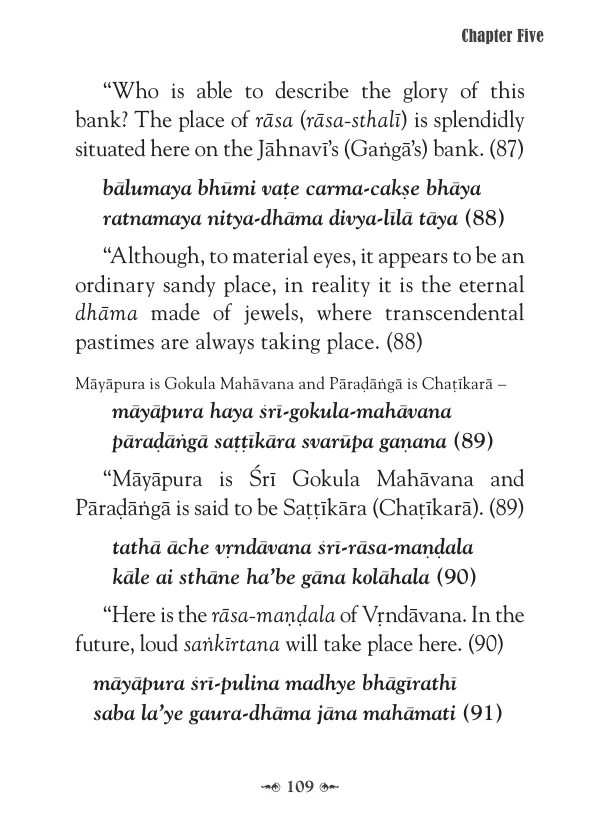 Chapter Five
“Who is able to describe the glory of this
bank? The place of rāsa (rāsa-sthalī) is splendidly
situated here on the Jāhnavī’s (Gaṅgā’s) bank. (87)
bālumaya bhūmi vaṭe carma-cakṣe bhāya
ratnamaya nitya-dhāma divya-līlā tāya (88)
“Although, to material eyes, it appears to be an
ordinary sandy place, in reality it is the eternal
dhāma made of jewels, where transcendental
pastimes are always taking place. (88)
Māyāpura is Gokula Mahāvana and Pāraḍāṅgā is Chaṭīkarā –
māyāpura haya śrī-gokula-mahāvana
pāraḍāṅgā saṭṭīkāra svarūpa gaṇana (89)
“Māyāpura is Śrī Gokula Mahāvana and
Pāraḍāṅgā is said to be Saṭṭīkāra (Chaṭīkarā). (89)
tathā āche vṛndāvana śrī-rāsa-maṇḍala
kāle ai sthāne ha’be gāna kolāhala (90)
“Here is the rāsa-maṇḍala of Vṛndāvana. In the
future, loud saṅkīrtana will take place here. (90)
māyāpura śrī-pulina madhye bhāgīrathī
saba la’ye gaura-dhāma jāna mahāmati (91)
109